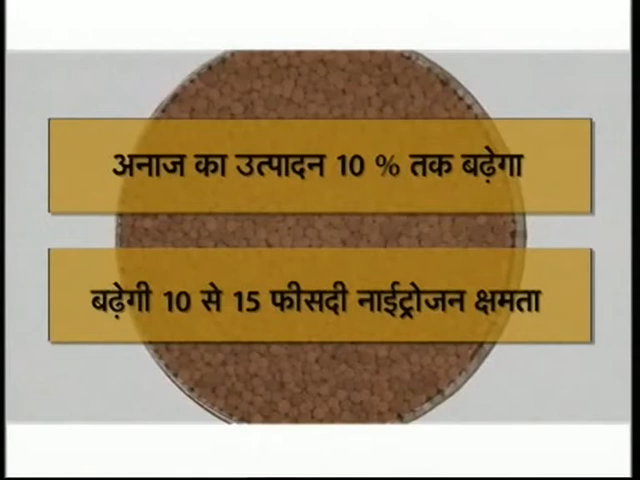 अनाज का उत्पादन 10 % तक बढ़ेगा
बढ़ेगी 10 से 15 फीसदी नाईट्रोजन क्षमता